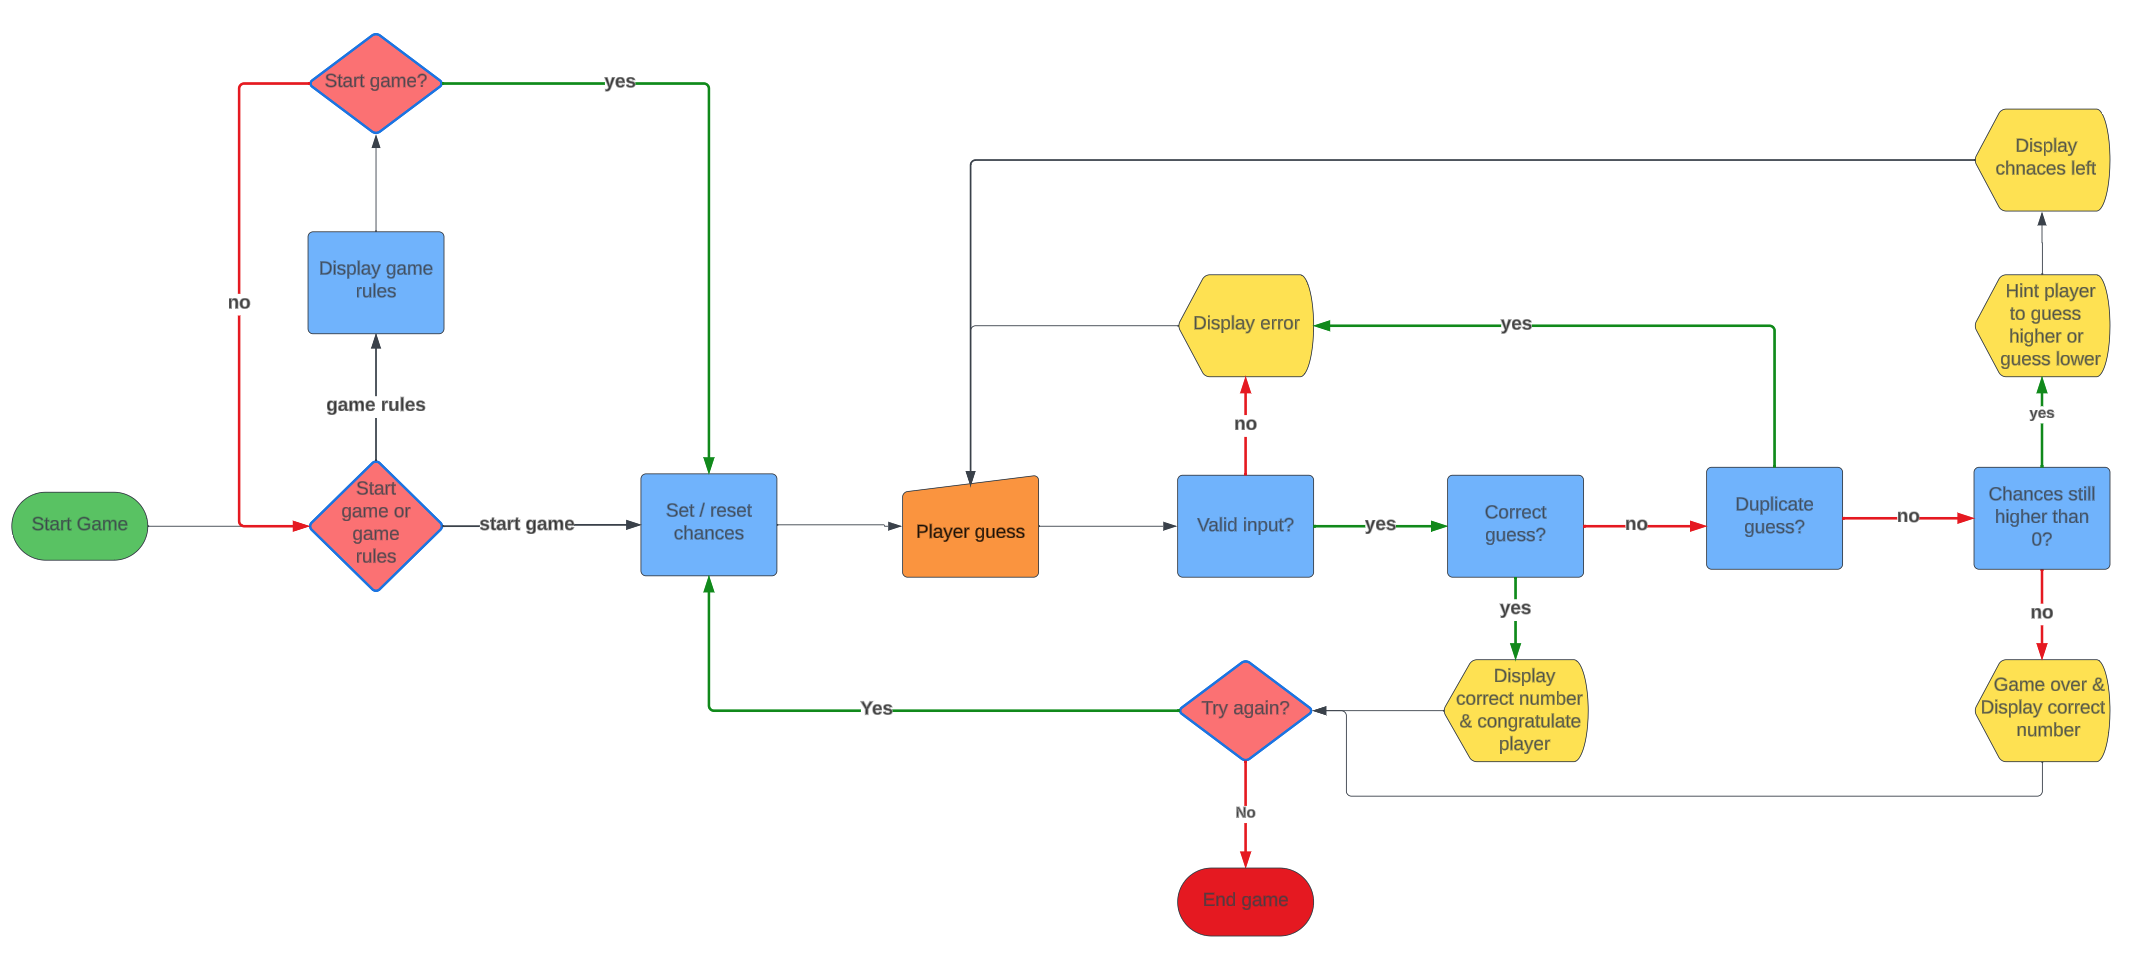 Start game?
yes
no
Display game
rules
game rules
Start Game
Start
game or
game
rules
start game
Set / reset
chances
Player guess
Valid input?
no
Display error
yes
yes
Correct
guess?
no
Duplicate
guess?
no
Chances still
higher than
0?
yes
Hint player
to guess
higher or
guess lower
Display
chnaces left
no
Game over &
Display correct
number
yes
Display
correct number
& congratulate
player
Try again?
Yes
No
End game